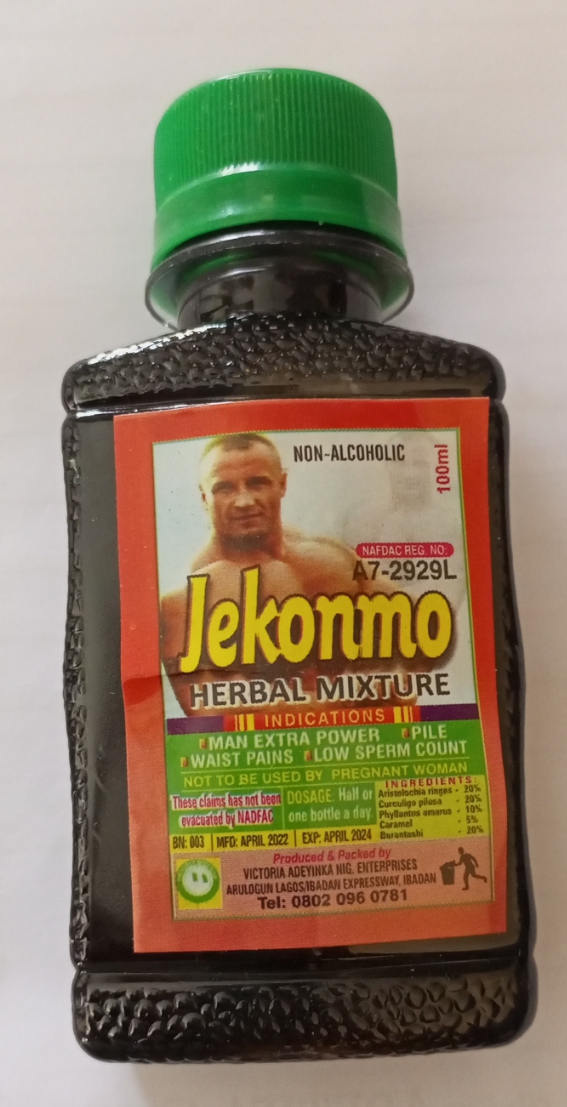 NON-ALCOHOLIC
100ml
NAFDAC REG. NO:
A7-2929L
Jekonmo
HERBAL MIXTURE
INDICATIONS
MAN EXTRA POWER PILE
WAIST PAINS LOW SPERM COUNT
NOT TO BE USED BY PREGNANT WOMAN
These claims has not been
evacuated by NADFAC
DOSAGE. Half or
one bottle a day
INGREDIENTS:
Aristolochia ringes - 20%
Curculigo pilosa - 20%
Phyllantus amarus - 10%
Caramel - 5%
Burantashi - 20%
BN: 003 | MFD: APRIL 2022 | EXP: APRIL 2024
Produced & Packed by
VICTORIA ADEYINKA NIG. ENTERPRISES
ARULOGUN LAGOS/IBADAN EXPRESSWAY, IBADAN
Tel: 0802 096 0781